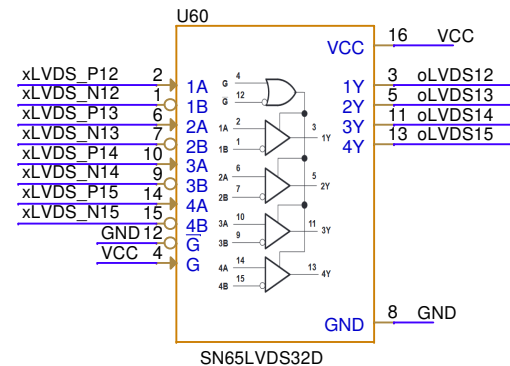 U60
16 VCC
VCC
xLVDS_P12 2 1A
xLVDS_N12 1 1B
xLVDS_P13 6 2A
xLVDS_N13 7 2B
xLVDS_P14 10 3A
xLVDS_N14 9 3B
xLVDS_P15 14 4A
xLVDS_N15 15 4B
GND 12 G
VCC 4 G
G 4
G 12
1A 2
1B 1
3 1Y
2A 6
2B 7
5 2Y
3A 10
3B 9
11 3Y
4A 14
4B 15
13 4Y
1Y 3 oLVDS12
2Y 5 oLVDS13
3Y 11 oLVDS14
4Y 13 oLVDS15
GND 8 GND
SN65LVDS32D